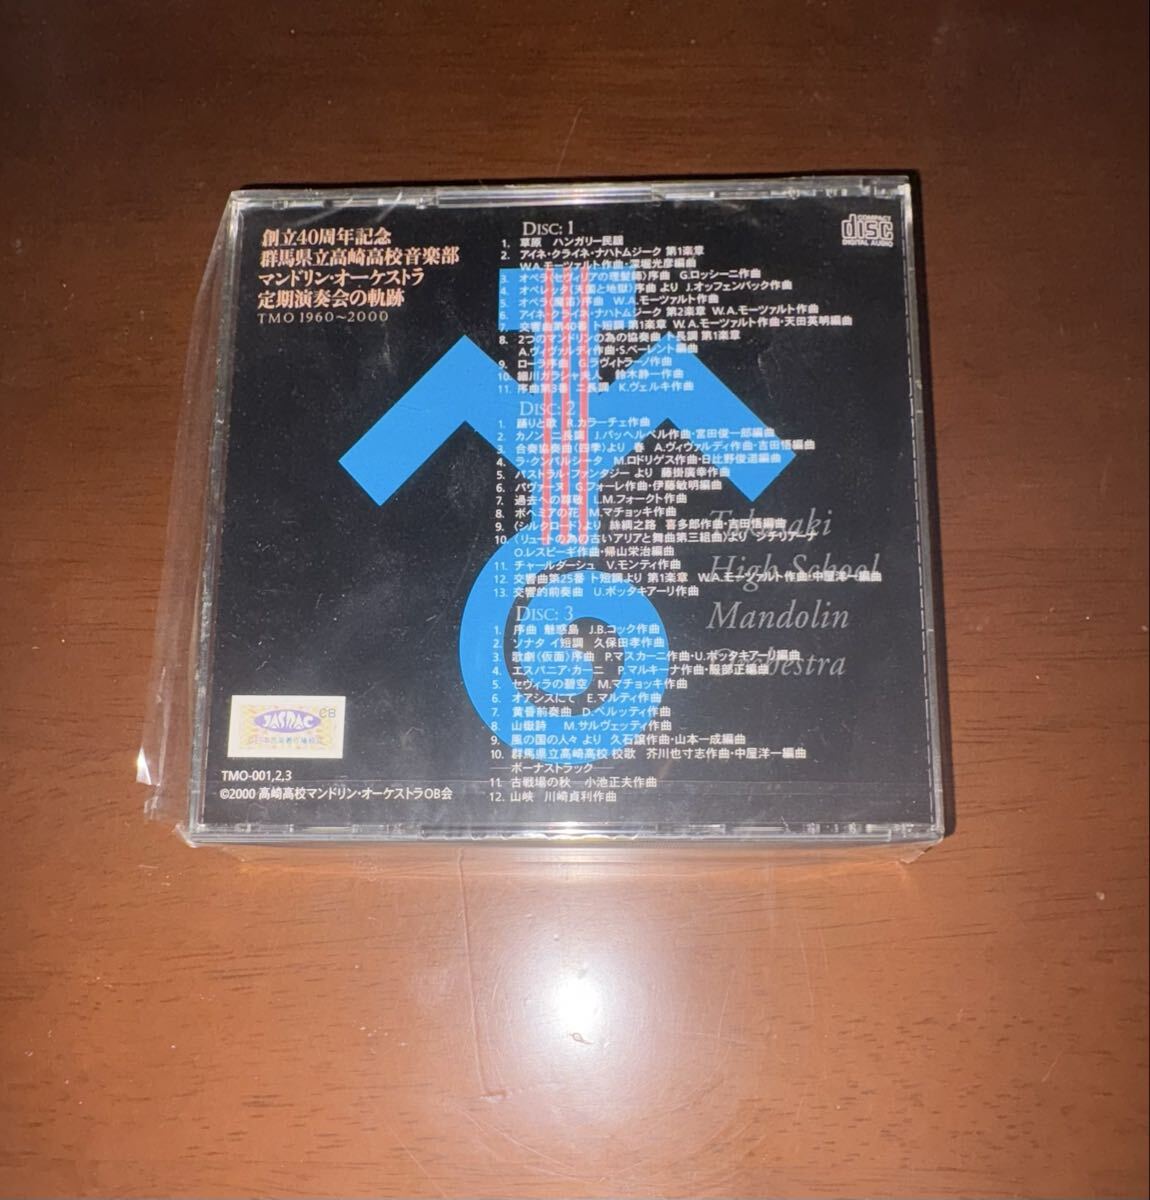 創立40周年記念
群馬県立高崎高校音楽部
マンドリン・オーケストラ
定期演奏会の軌跡
TMO 1960～2000
COMPACT
disc
DIGITAL AUDIO
DISC: 1
1. 草原 ハンガリー民謡
2. アイネ・クライネ・ナハトムジーク 第1楽章
W.A.モーツァルト作曲・深堀光彦編曲
3. オペラ〈セヴィリアの理髪師〉序曲 G.ロッシーニ作曲
4. オペレッタ〈天国と地獄〉序曲 より J.オッフェンバック作曲
5. オペラ〈魔笛〉序曲 W.A.モーツァルト作曲
6. アイネ・クライネ・ナハトムジーク 第2楽章 W.A.モーツァルト作曲
7. 交響曲第40番 ト短調 第1楽章 W.A.モーツァルト作曲・天田英明編曲
8. 2つのマンドリンの為の協奏曲 ト長調 第1楽章
A.ヴィヴァルディ作曲・S.ベーレント編曲
9. ローラ序曲 G.ラヴィトラーノ作曲
10. 細川ガラシャ夫人 鈴木静一作曲
11. 序曲第3番 ニ長調 K.ヴェルキ作曲
DISC: 2
1. 踊りと歌 R.カラーチェ作曲
2. カノン ニ長調 J.パッヘルベル作曲・宮田俊一郎編曲
3. 合奏協奏曲〈四季〉より 春 A.ヴィヴァルディ作曲・吉田悟編曲
4. ラ・クンパルシータ M.ロドリゲス作曲・日比野俊道編曲
5. パストラル・ファンタジー より 藤掛廣幸作曲
6. パヴァーヌ G.フォーレ作曲・伊藤敏明編曲
7. 過去への尊敬 L.M.フォークト作曲
8. ボヘミアの花 M.マチョッキ作曲
9. 〈シルクロード〉より 絲綢之路 喜多郎作曲・吉田悟編曲
10. 〈リュートの為の古いアリアと舞曲第三組曲〉より シチリアーナ
O.レスピーギ作曲・帰山栄治編曲
11. チャールダーシュ V.モンティ作曲
12. 交響曲第25番 ト短調より 第1楽章 W.A.モーツァルト作曲・中屋洋一編曲
13. 交響的前奏曲 U.ボッタキアーリ作曲
DISC: 3
1. 序曲 魅惑島 J.B.コック作曲
2. ソナタ イ短調 久保田孝作曲
3. 歌劇〈仮面〉序曲 P.マスカーニ作曲・U.ボッタキアーリ編曲
4. エスパニア・カーニ P.マルキーナ作曲・服部正編曲
5. セヴィラの碧空 M.マチョッキ作曲
6. オアシスにて E.マルティ作曲
7. 黄昏前奏曲 D.ベルッティ作曲
8. 山嶽詩 M.サルヴェッティ作曲
9. 風の国の人々 より 久石譲作曲・山本一成編曲
10. 群馬県立高崎高校 校歌 芥川也寸志作曲・中屋洋一編曲
ボーナストラック
11. 古戦場の秋 小池正夫作曲
12. 山峡 川崎貞利作曲
Takasaki
High School
Mandolin
Orchestra
JASRAC CB
TMO-001,2,3
©2000 高崎高校マンドリン・オーケストラOB会